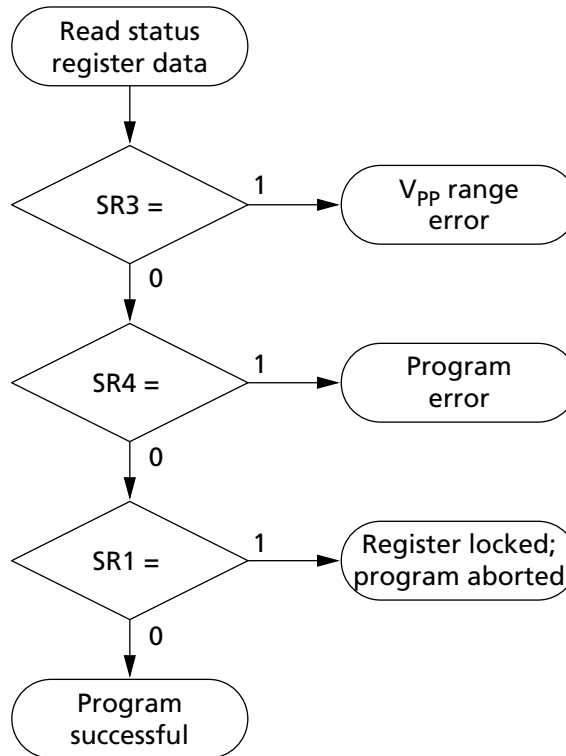 Read status
register data
SR3 =
1
V_PP range
error
0
SR4 =
1
Program
error
0
SR1 =
1
Register locked;
program aborted
0
Program
successful